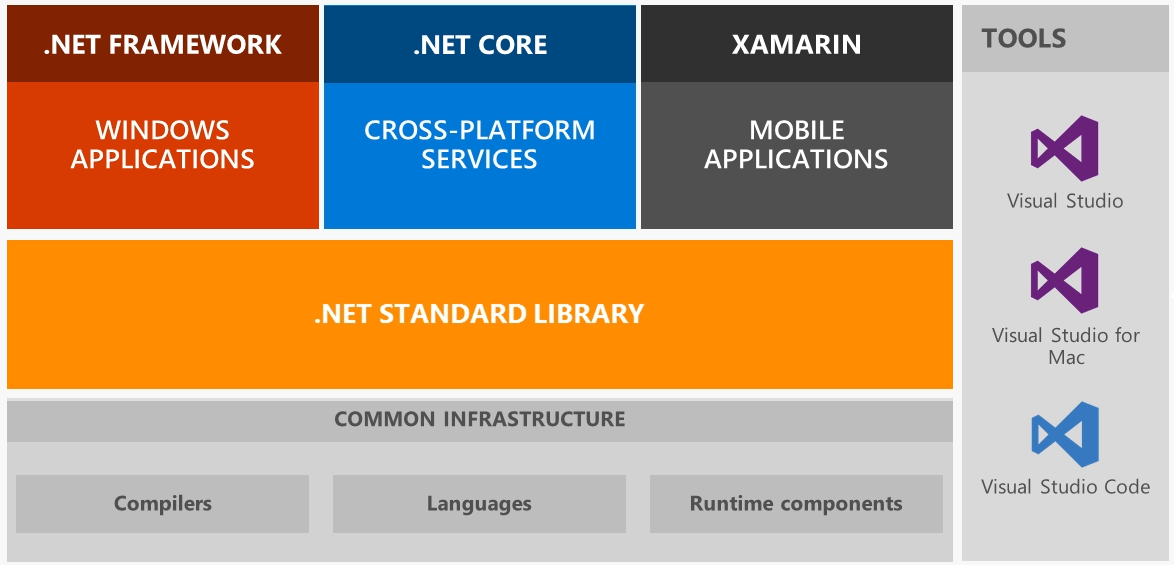 .NET FRAMEWORK
.NET CORE
XAMARIN
TOOLS
WINDOWS
APPLICATIONS
CROSS-PLATFORM
SERVICES
MOBILE
APPLICATIONS
Visual Studio
Visual Studio for
Mac
Visual Studio Code
.NET STANDARD LIBRARY
COMMON INFRASTRUCTURE
Compilers
Languages
Runtime components